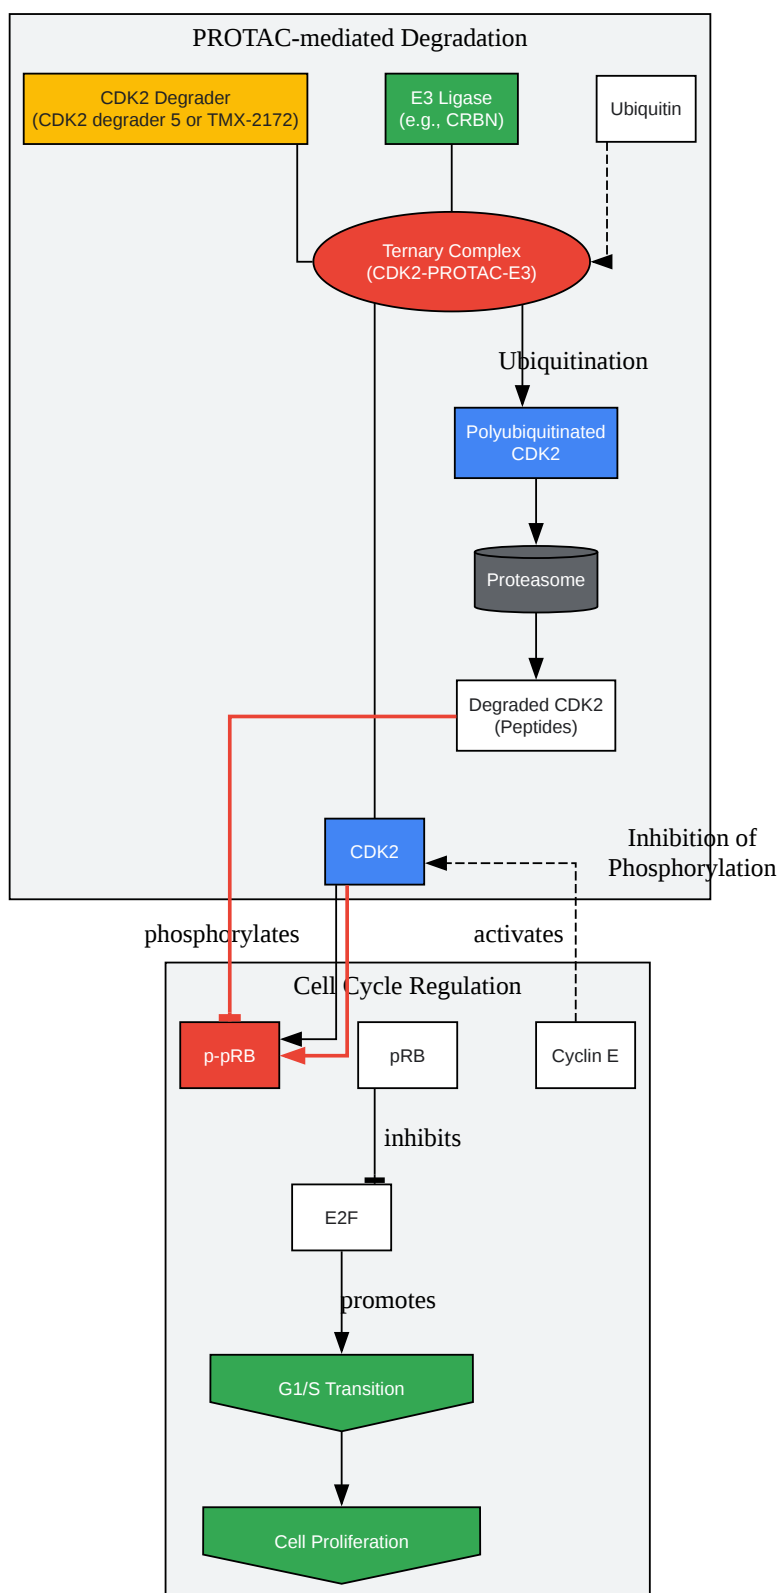 PROTAC-mediated Degradation
CDK2 Degrader
(CDK2 degrader 5 or TMX-2172)
E3 Ligase
(e.g., CRBN)
Ubiquitin
Ternary Complex
(CDK2-PROTAC-E3)
Ubiquitination
Polyubiquitinated
CDK2
Proteasome
Degraded CDK2
(Peptides)
CDK2
Inhibition of
Phosphorylation
phosphorylates
activates
Cell Cycle Regulation
p-pRB
pRB
Cyclin E
inhibits
E2F
promotes
G1/S Transition
Cell Proliferation